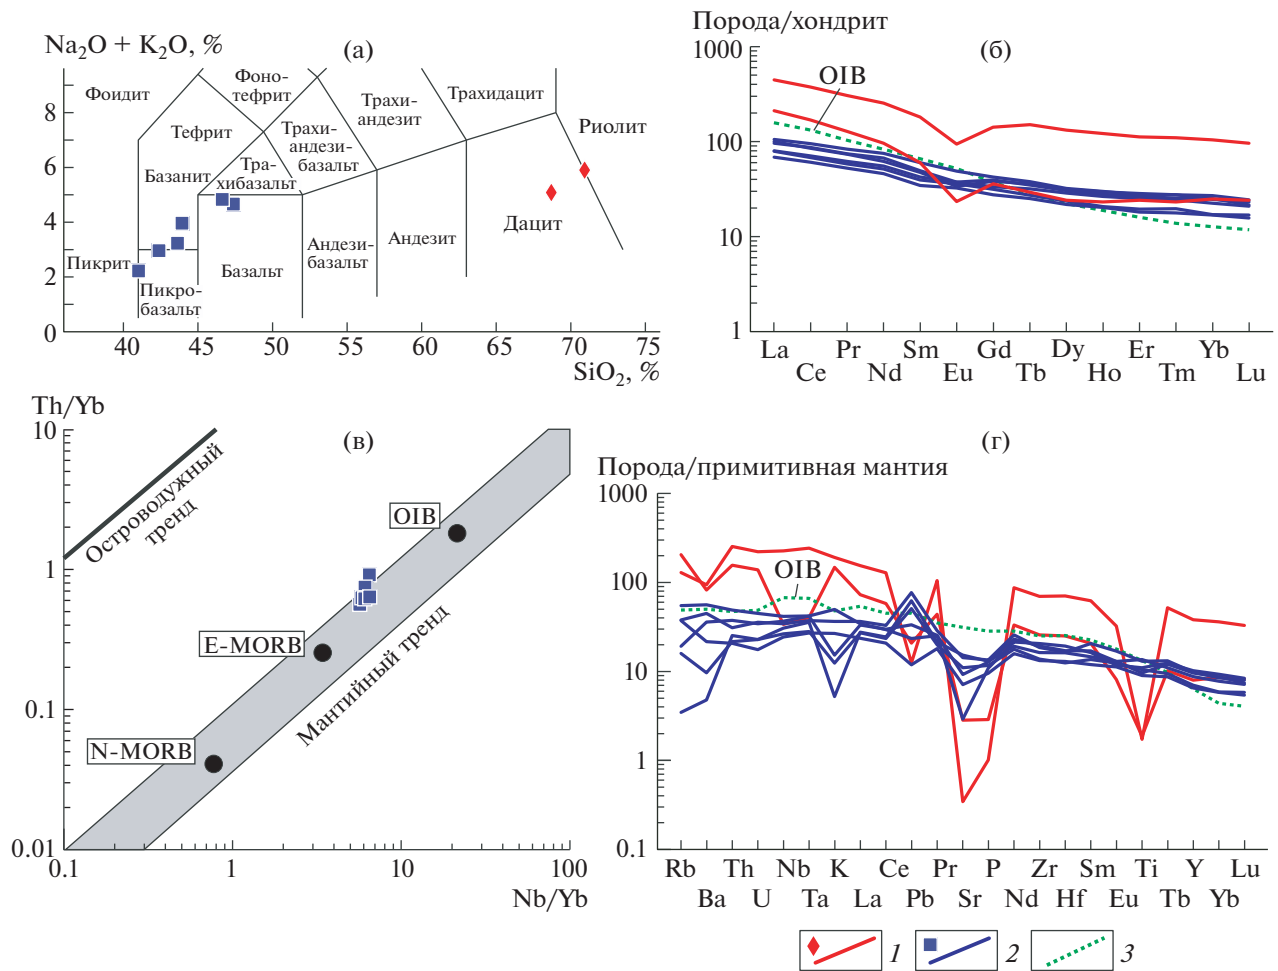 Na₂O + K₂O, %
(а)
8
6
4
2
0
40
45
50
55
60
65
70
75
SiO₂, %
Фоидит
Фоно-
тефрит
Тефрит
Базанит
Трахи-
андези-
базальт
Тра-
хибазальт
Трахи-
андезит
Трахидацит
Риолит
Дацит
Андезит
Андези-
базальт
Базальт
Пикрит
Пикро-
базальт
Порода/хондрит
(б)
1000
100
10
1
OIB
La
Ce
Pr
Nd
Sm
Eu
Gd
Tb
Dy
Ho
Er
Tm
Yb
Lu
Th/Yb
(в)
10
1
0.1
0.01
0.1
1
10
100
Nb/Yb
Островодужный
тренд
OIB
E-MORB
N-MORB
Мантийный тренд
Порода/примитивная мантия
(г)
1000
100
10
1
0.1
OIB
Rb
Ba
Th
U
Nb
Ta
K
La
Ce
Pb
Pr
Sr
P
Nd
Zr
Hf
Sm
Eu
Ti
Tb
Y
Yb
Lu
1
2
3